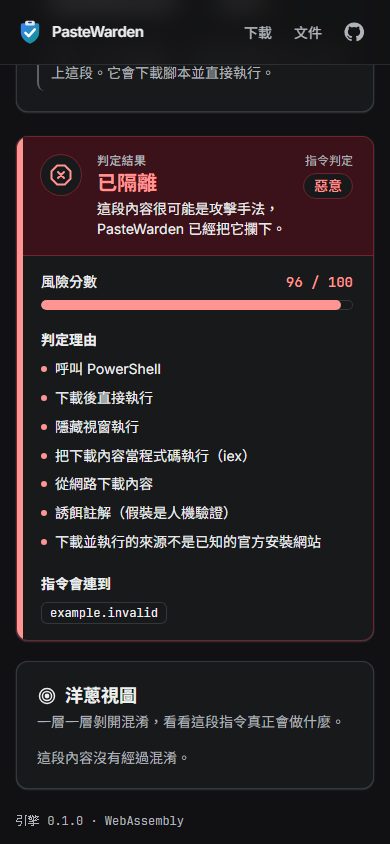 PasteWarden
下載
文件
上這段。它會下載腳本並直接執行。
判定結果
指令判定
已隔離
惡意
這段內容很可能是攻擊手法，
PasteWarden 已經把它攔下。
風險分數
96 / 100
判定理由
呼叫 PowerShell
下載後直接執行
隱藏視窗執行
把下載內容當程式碼執行（iex）
從網路下載內容
誘餌註解（假裝是人機驗證）
下載並執行的來源不是已知的官方安裝網站
指令會連到
example.invalid
洋蔥視圖
一層一層剝開混淆，看看這段指令真正會做什麼。
這段內容沒有經過混淆。
引擎 0.1.0 · WebAssembly